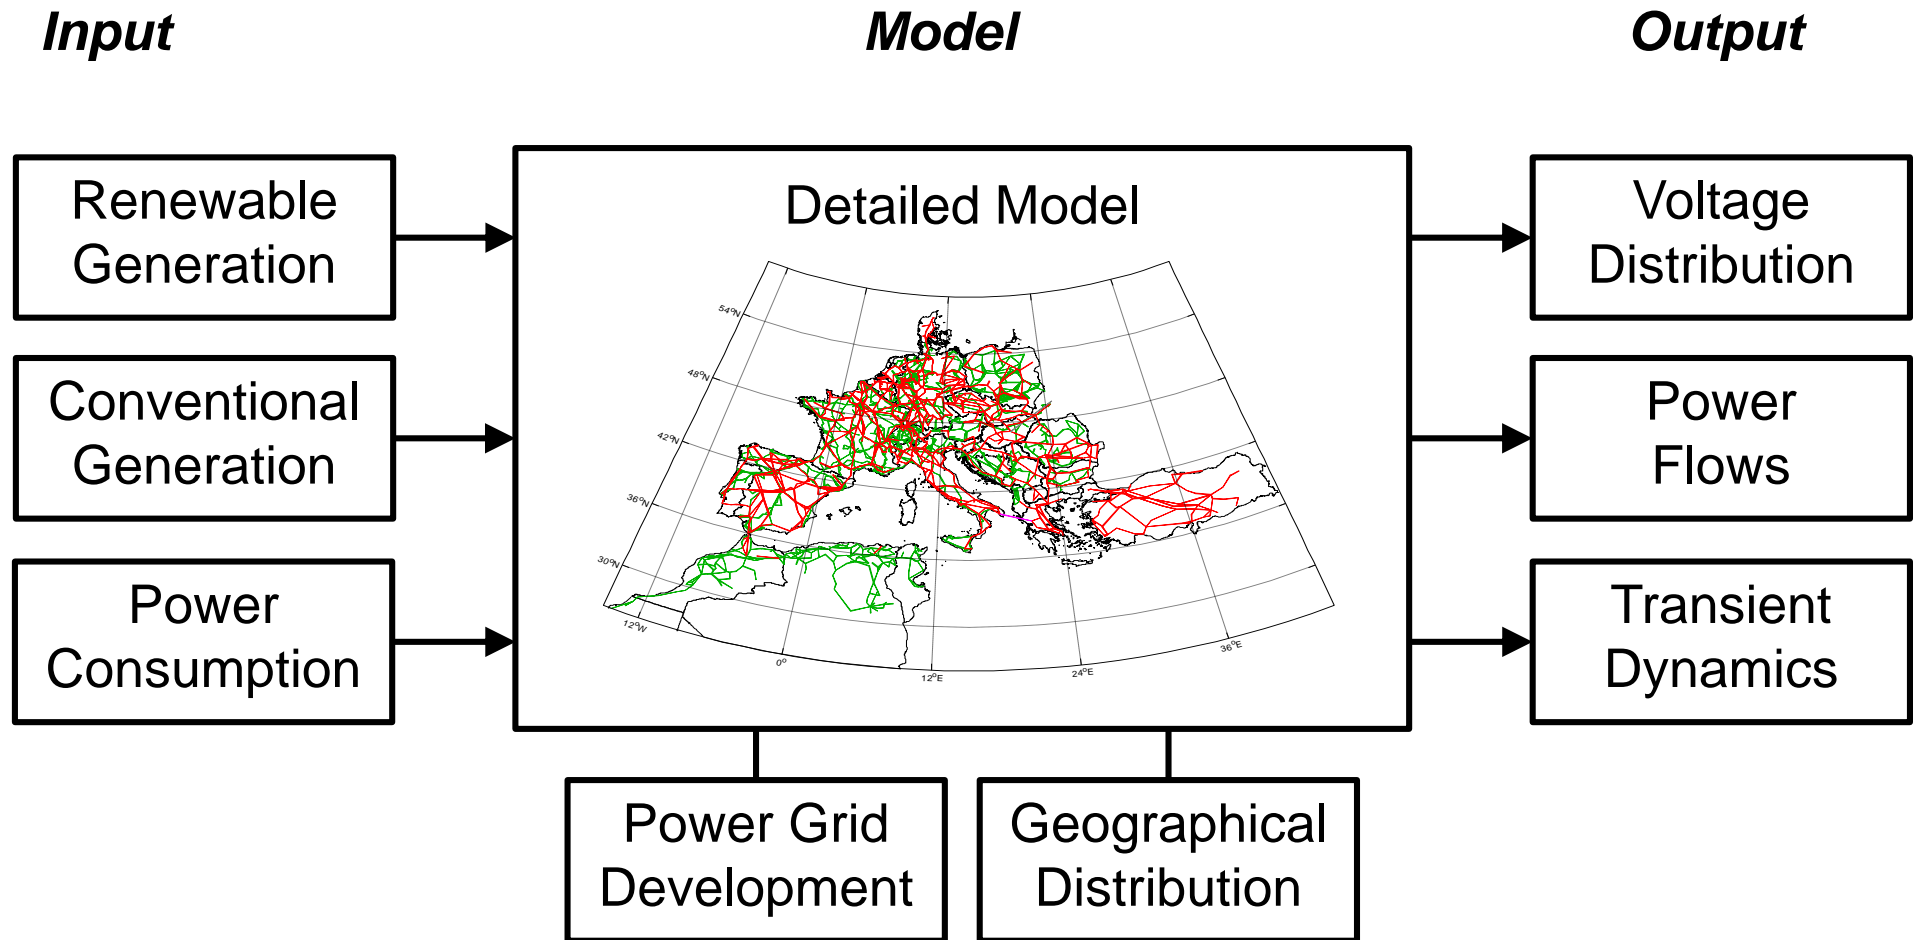 Input
Model
Output
Renewable
Generation
Detailed Model
Voltage
Distribution
Conventional
Generation
Power
Flows
Power
Consumption
Transient
Dynamics
54°N
48°N
42°N
36°N
30°N
12°W
0°
12°E
24°E
36°E
Power Grid
Development
Geographical
Distribution